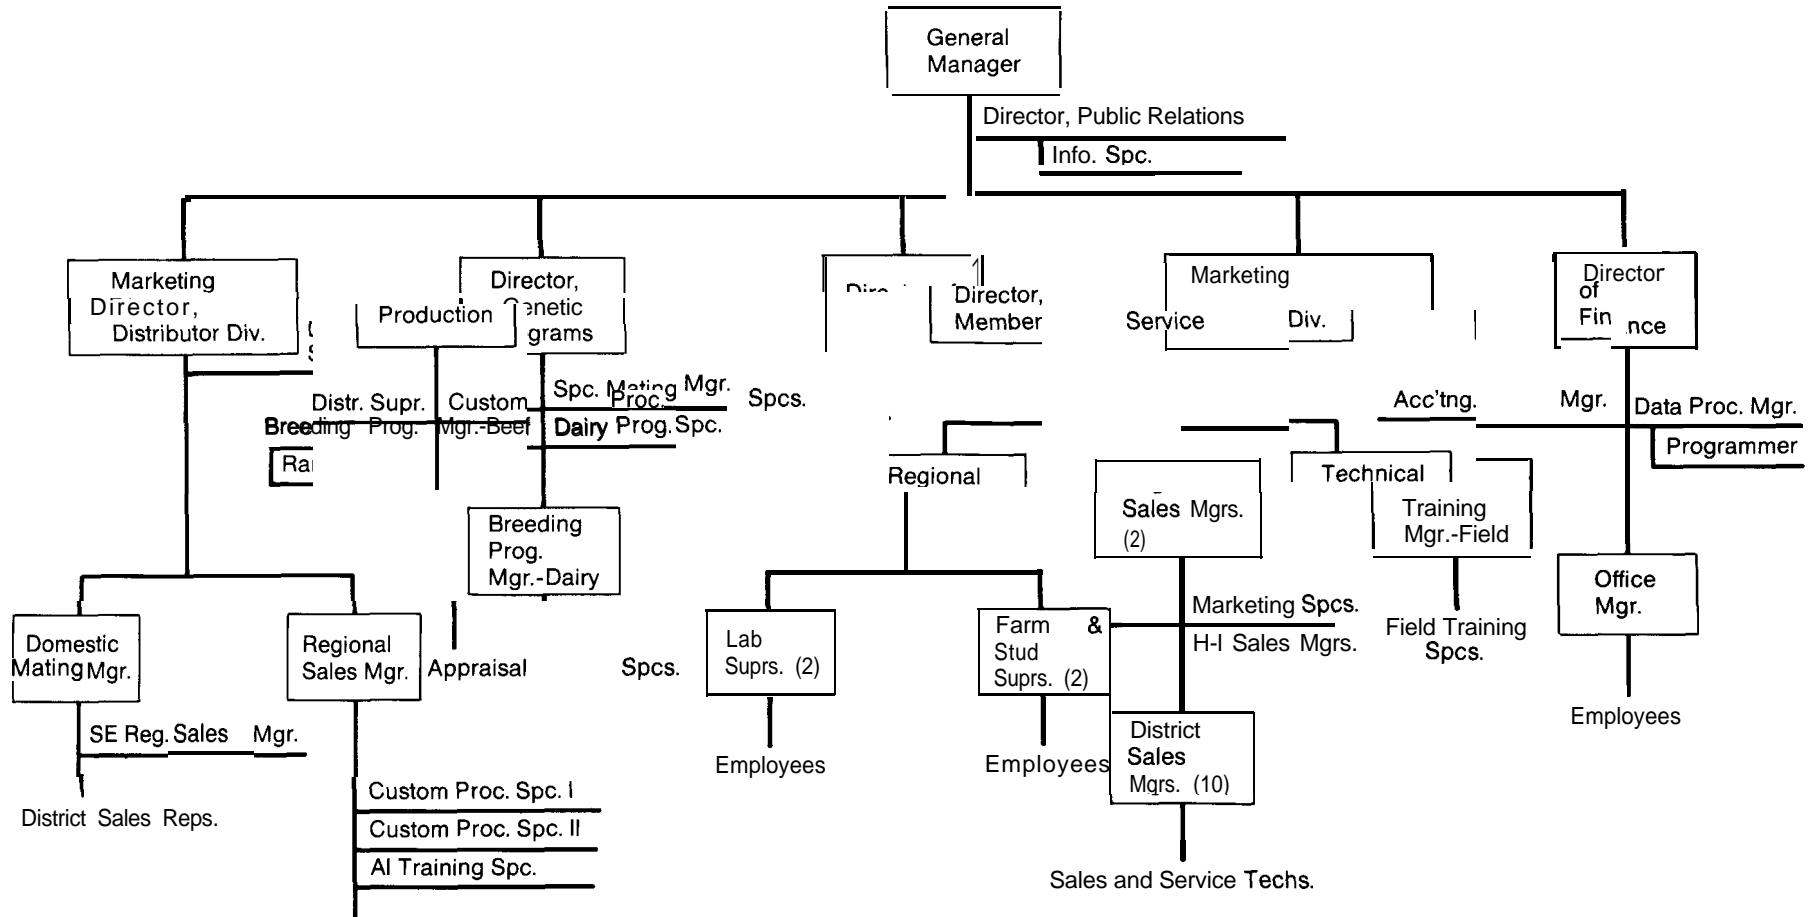 General
Manager
Director, Public Relations
Info. Spc.
Marketing
Director,
Distributor Div.
Production
Director,
Genetic
grams
Director,
Member
Marketing
Service Div.
Director
of
Fin nce
Distr. Supr. Custom
Spc. Mating Mgr.
Proc. Spcs.
Breeding Prog. Mgr.-Beef
Dairy Prog. Spc.
Acc'tng. Mgr.
Data Proc. Mgr.
Programmer
Regional
Technical
Sales Mgrs.
(2)
Training
Mgr.-Field
Breeding
Prog.
Mgr.-Dairy
Office
Mgr.
Domestic
Mating Mgr.
Regional
Sales Mgr.
Appraisal Spcs.
Lab
Suprs. (2)
Farm &
Stud
Suprs. (2)
Marketing Spcs.
H-I Sales Mgrs.
Field Training
Spcs.
SE Reg. Sales Mgr.
District Sales Reps.
Employees
Employees
District
Sales
Mgrs. (10)
Employees
Custom Proc. Spc. I
Custom Proc. Spc. II
AI Training Spc.
Sales and Service Techs.